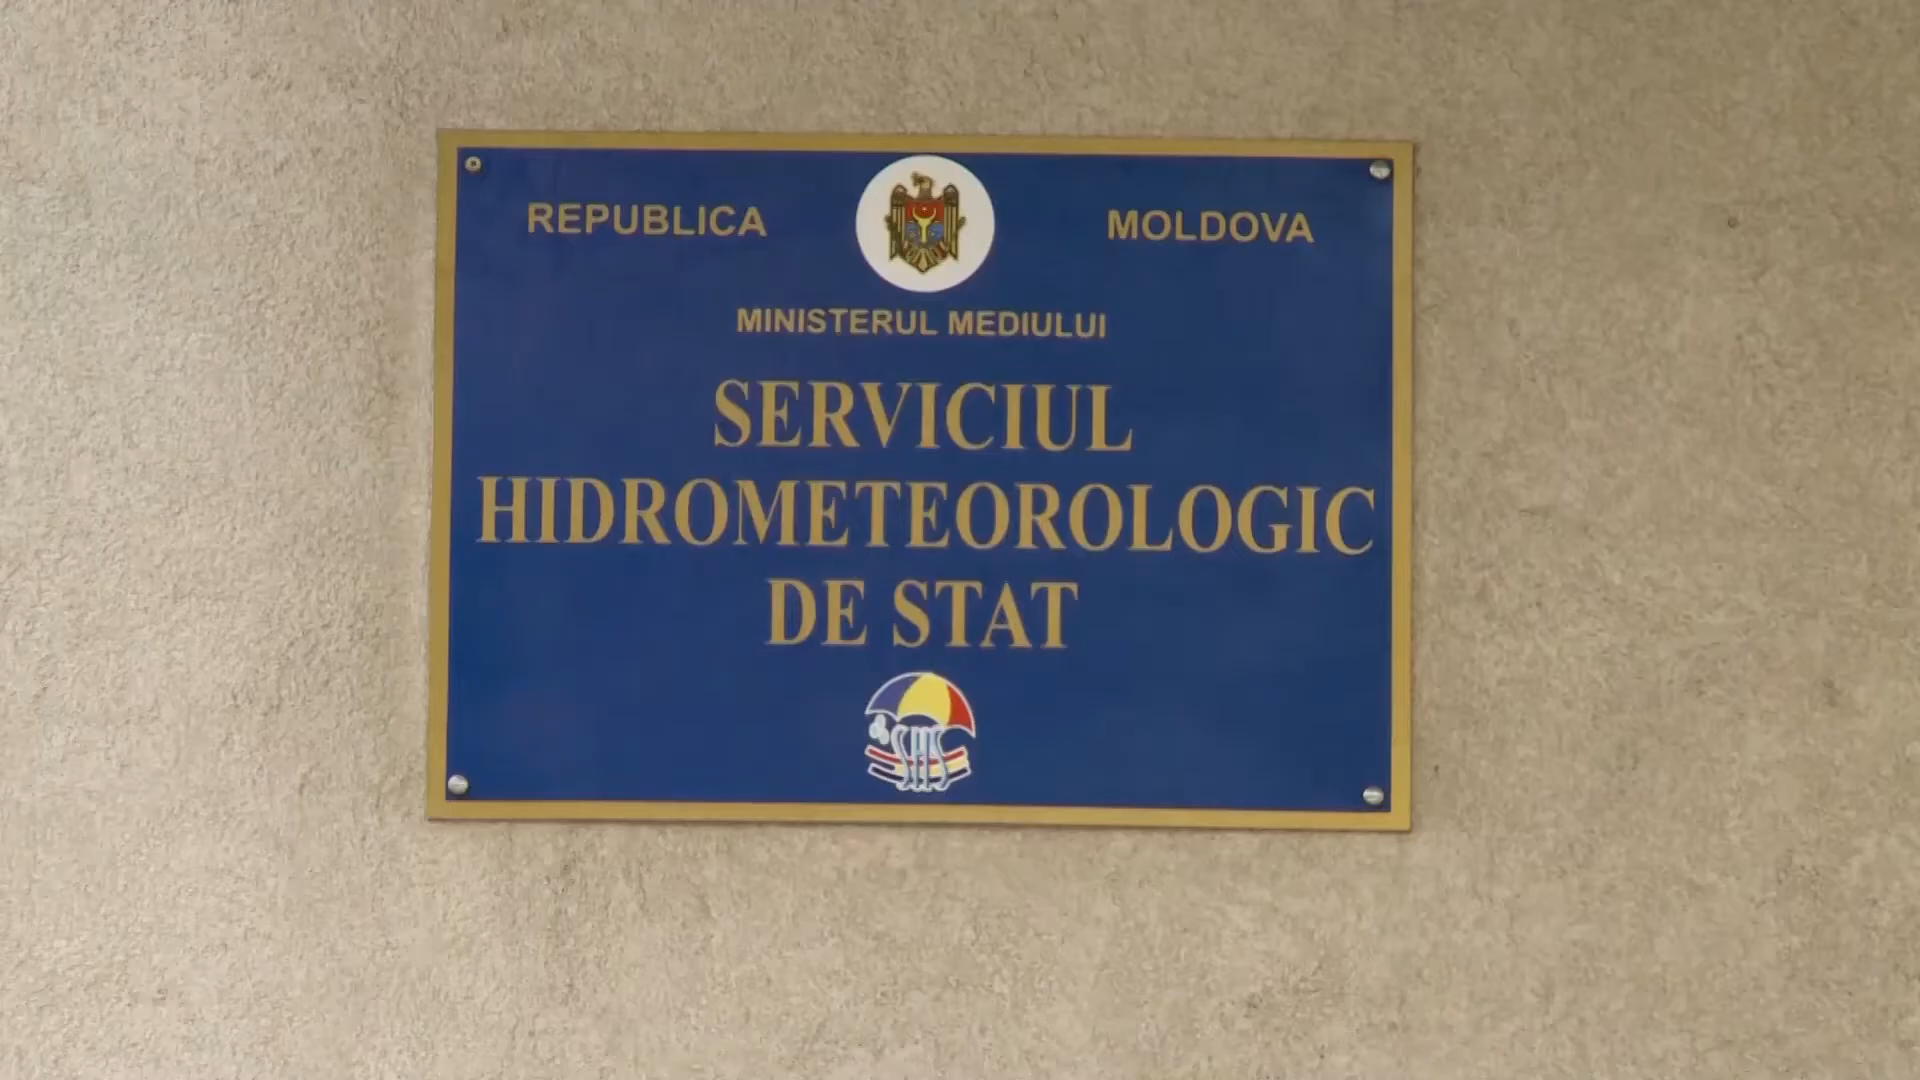 REPUBLICA MOLDOVA
MINISTERUL MEDIULUI
SERVICIUL
HIDROMETEOROLOGIC
DE STAT
SHS